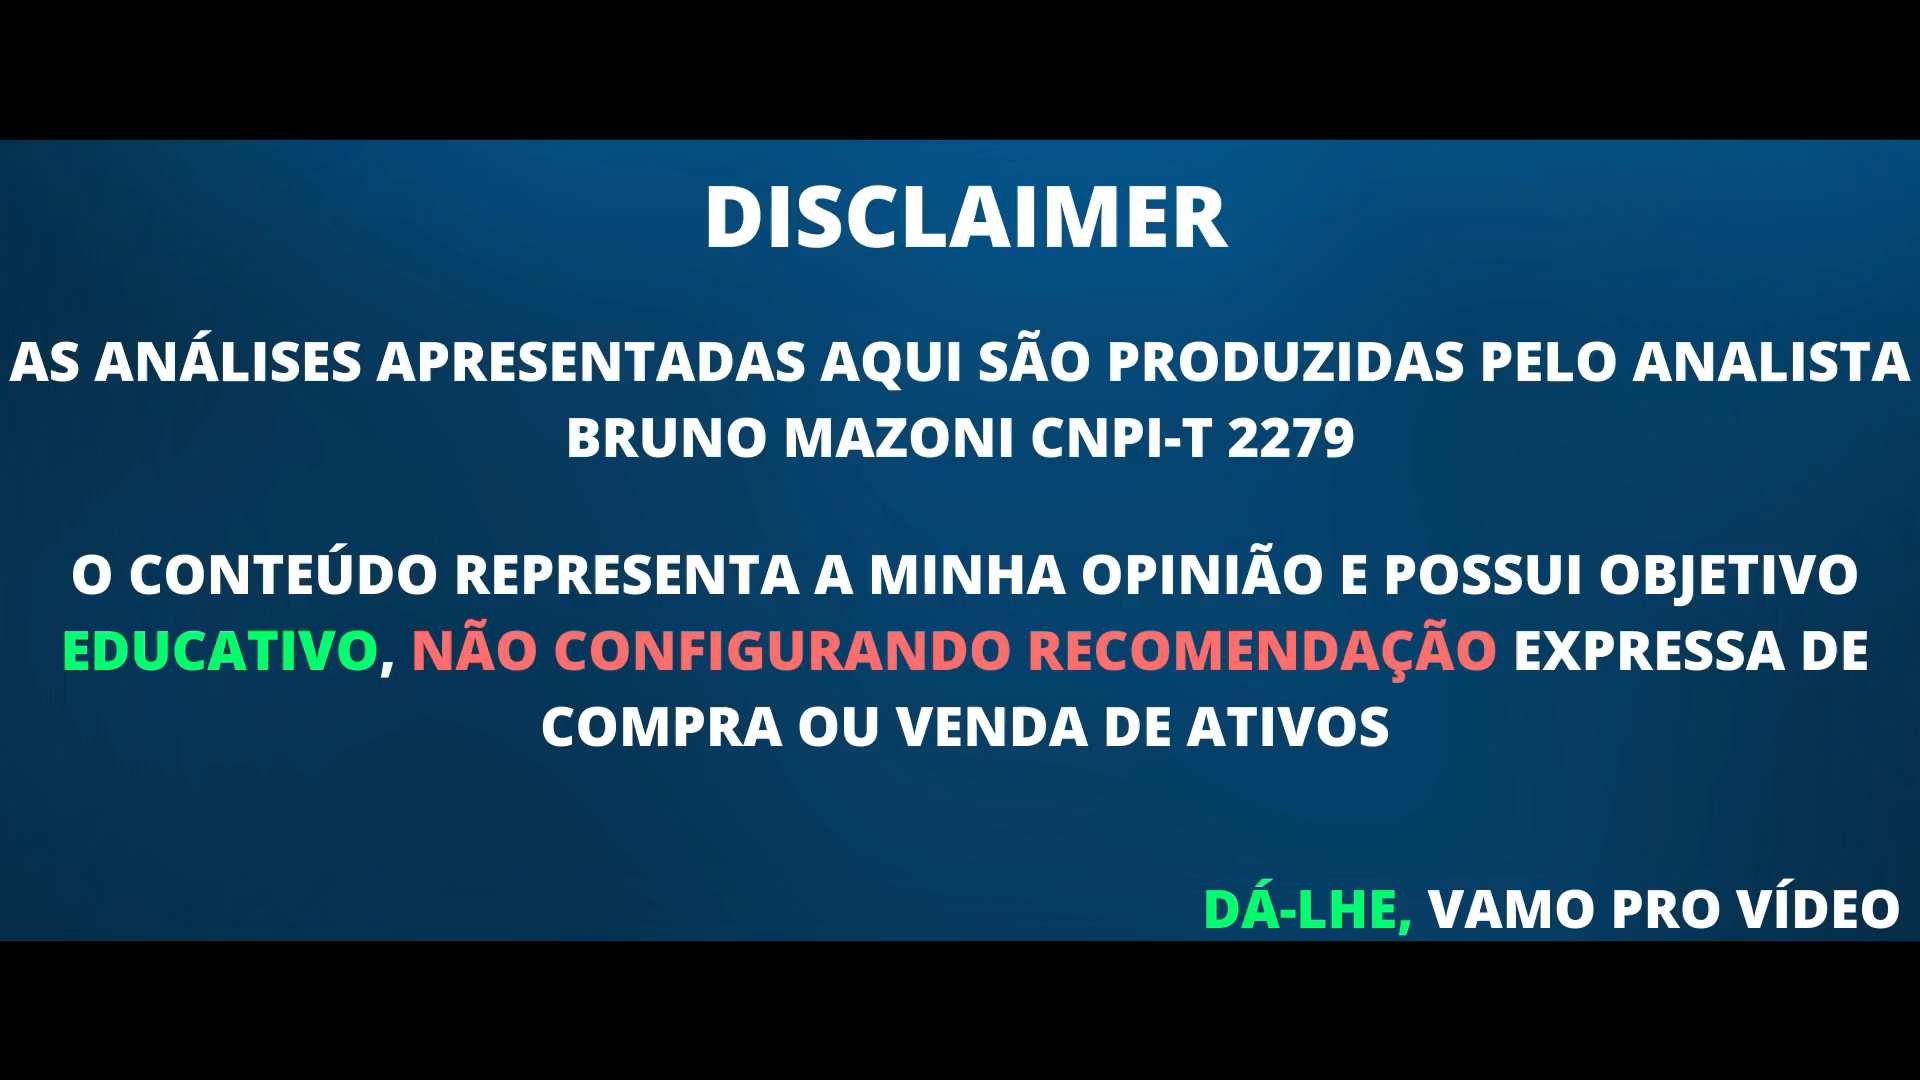 DISCLAIMER
AS ANÁLISES APRESENTADAS AQUI SÃO PRODUZIDAS PELO ANALISTA
BRUNO MAZONI CNPI-T 2279
O CONTEÚDO REPRESENTA A MINHA OPINIÃO E POSSUI OBJETIVO
EDUCATIVO, NÃO CONFIGURANDO RECOMENDAÇÃO EXPRESSA DE
COMPRA OU VENDA DE ATIVOS
DÁ-LHE, VAMO PRO VÍDEO